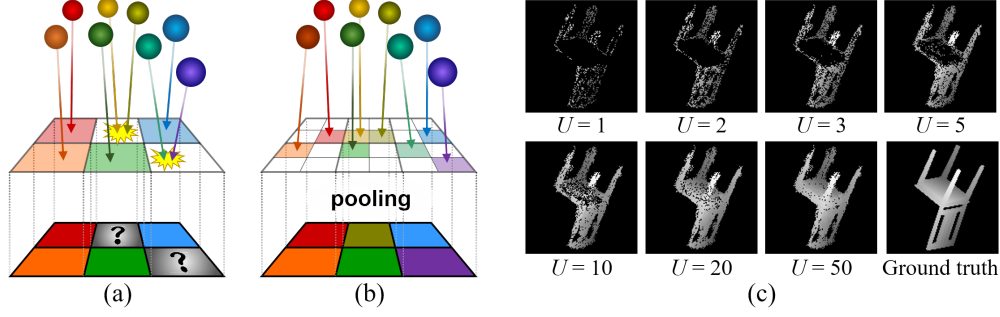 ? ?
pooling
(a)
(b)
U = 1
U = 2
U = 3
U = 5
U = 10
U = 20
U = 50
Ground truth
(c)